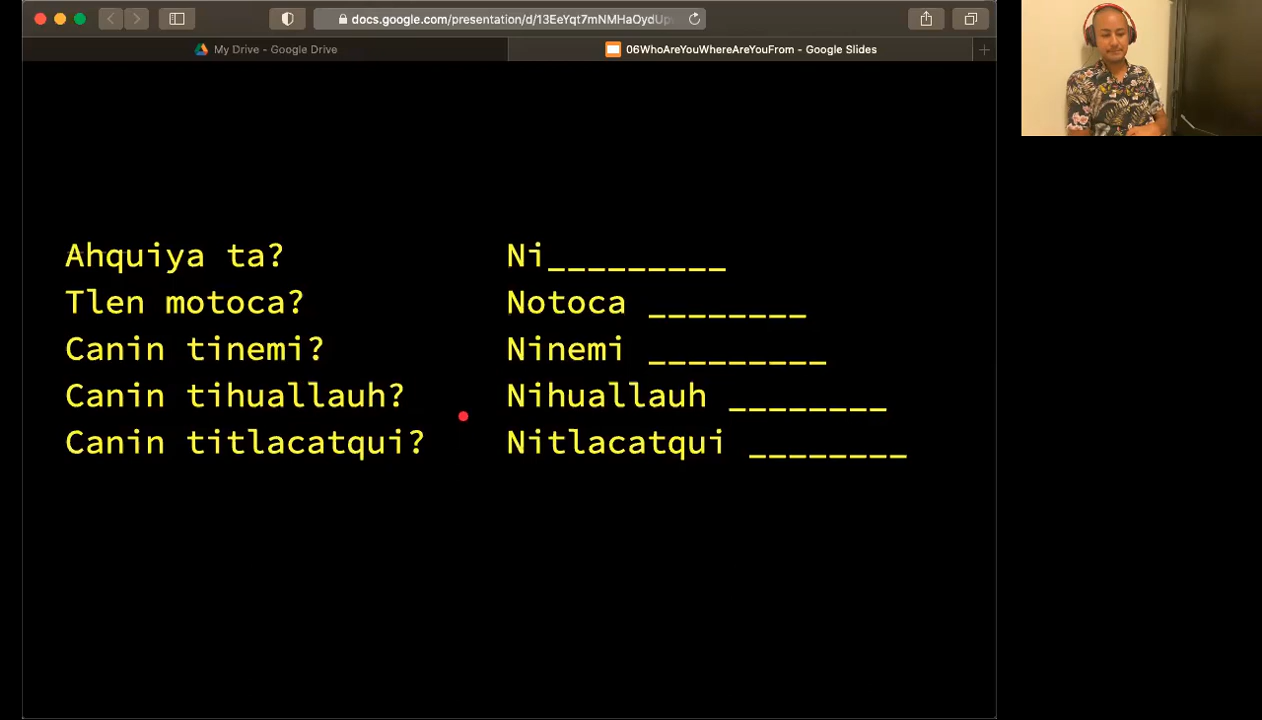 docs.google.com/presentation/d/13EeYqt7mNMHaOydUp
My Drive - Google Drive
06WhoAreYouWhereAreYouFrom - Google Slides
Ahquiya ta? Ni_________
Tlen motoca? Notoca ________
Canin tinemi? Ninemi _________
Canin tihuallauh? Nihuallauh ________
Canin titlacatqui? Nitlacatqui ________